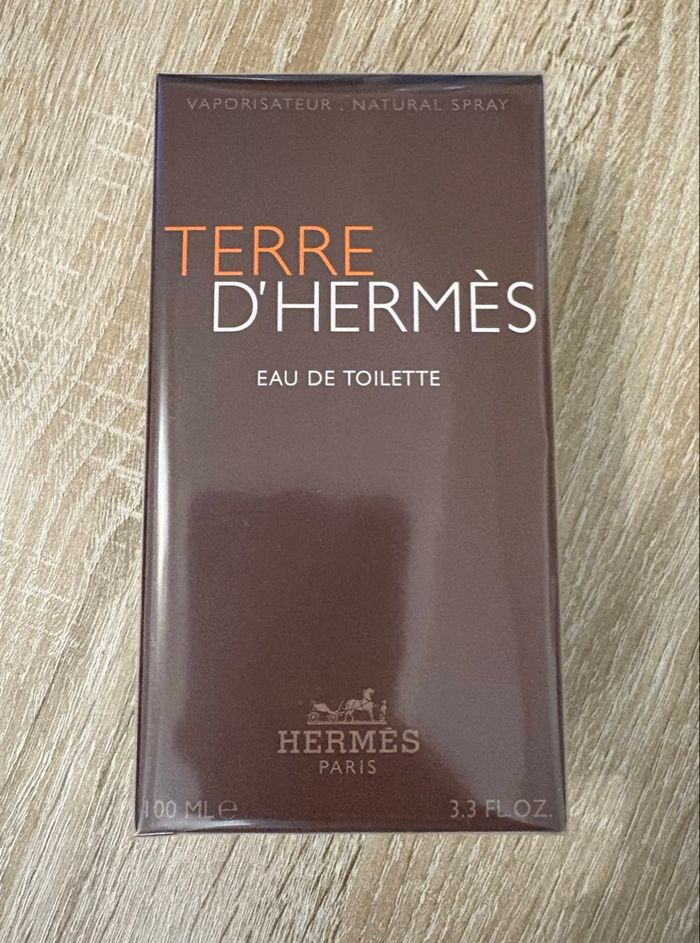 VAPORISATEUR . NATURAL SPRAY
TERRE
D'HERMÈS
EAU DE TOILETTE
HERMÈS
PARIS
100 ML ℮ 3.3 FL.OZ.